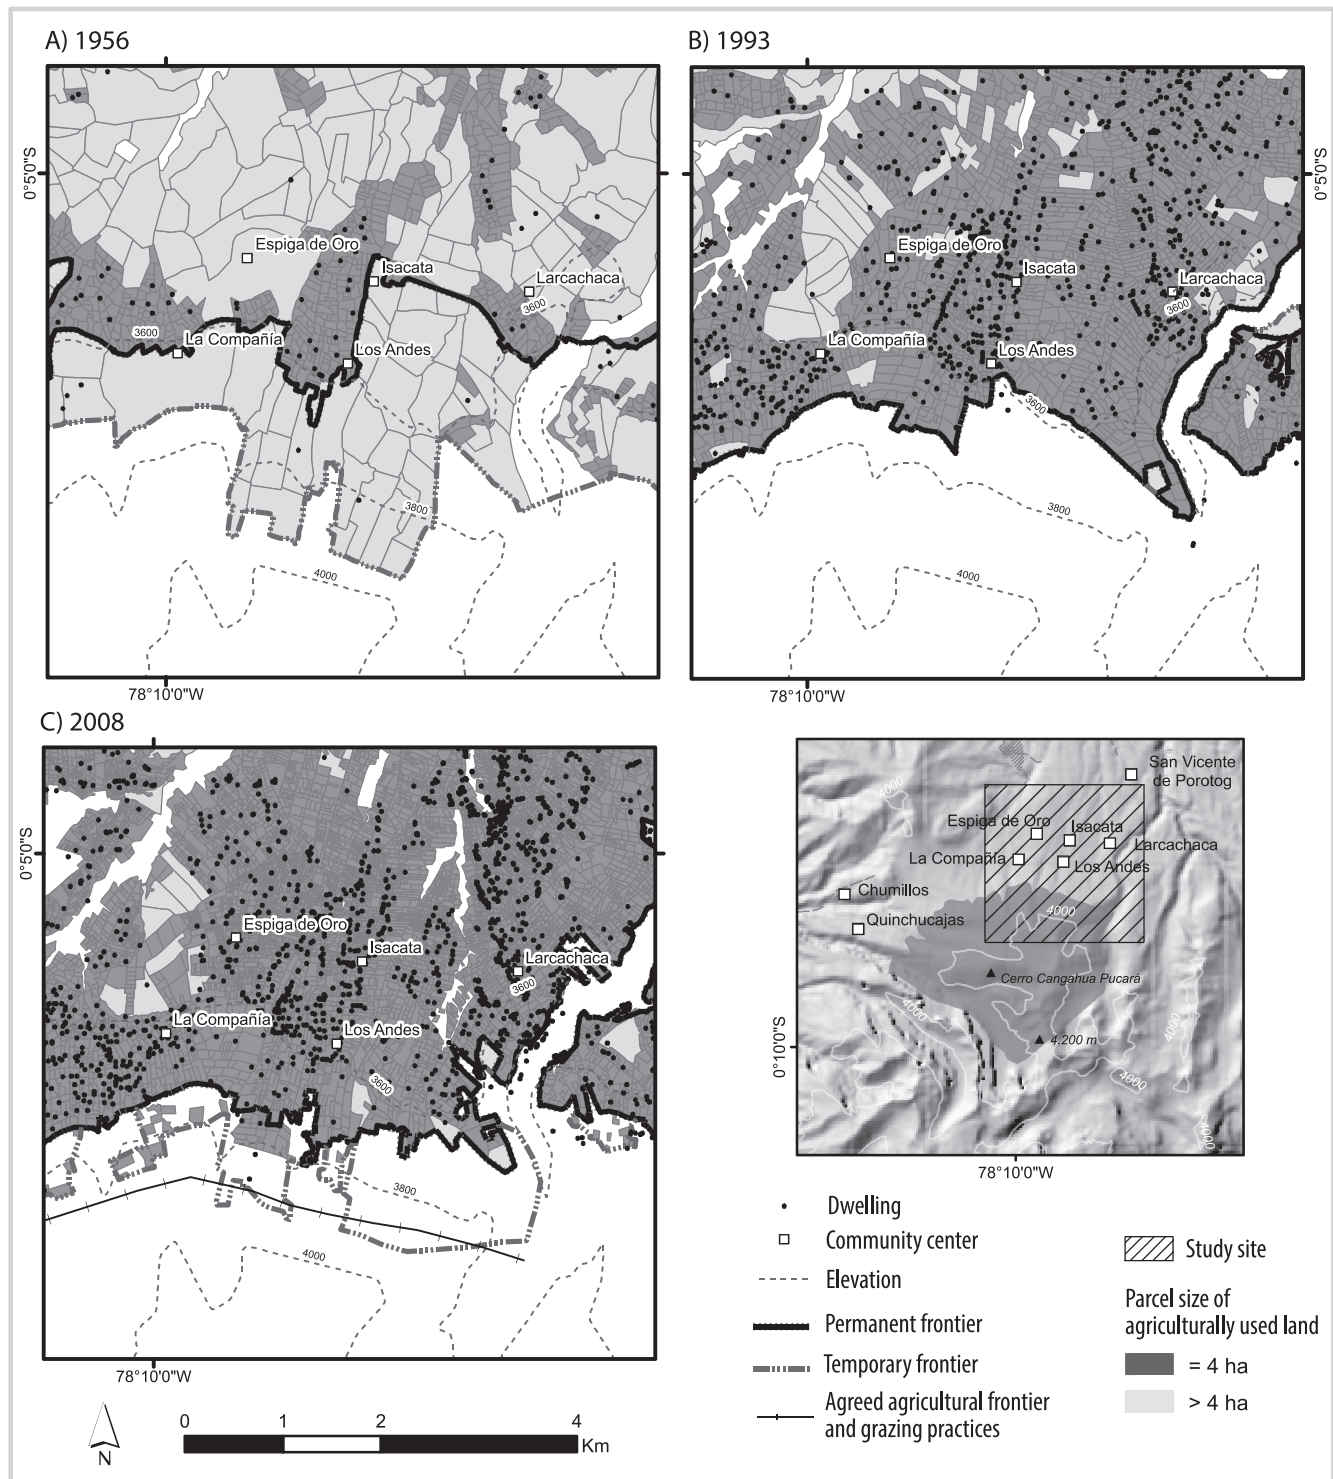 A) 1956
B) 1993
0°5'0"S
0°5'0"S
Espiga de Oro
Isacata
Larcachaca
3600
3600
La Compañía
Los Andes
3800
4000
78°10'0"W
Espiga de Oro
Isacata
Larcachaca
3600
La Compañía
Los Andes
3600
3800
4000
78°10'0"W
C) 2008
0°5'0"S
Espiga de Oro
Isacata
Larcachaca
3600
La Compañía
Los Andes
3600
3800
4000
78°10'0"W
San Vicente
de Porotog
4000
Espiga de Oro
Isacata
Larcachaca
La Compañía
Los Andes
Chumillos
4000
Quinchucajas
Cerro Cangahua Pucará
4000
4000
4.200 m
4000
4000
0°10'0"S
78°10'0"W
Dwelling
Community center
Elevation
Permanent frontier
Temporary frontier
Agreed agricultural frontier
and grazing practices
Study site
Parcel size of
agriculturally used land
= 4 ha
> 4 ha
N
0 1 2 4
Km